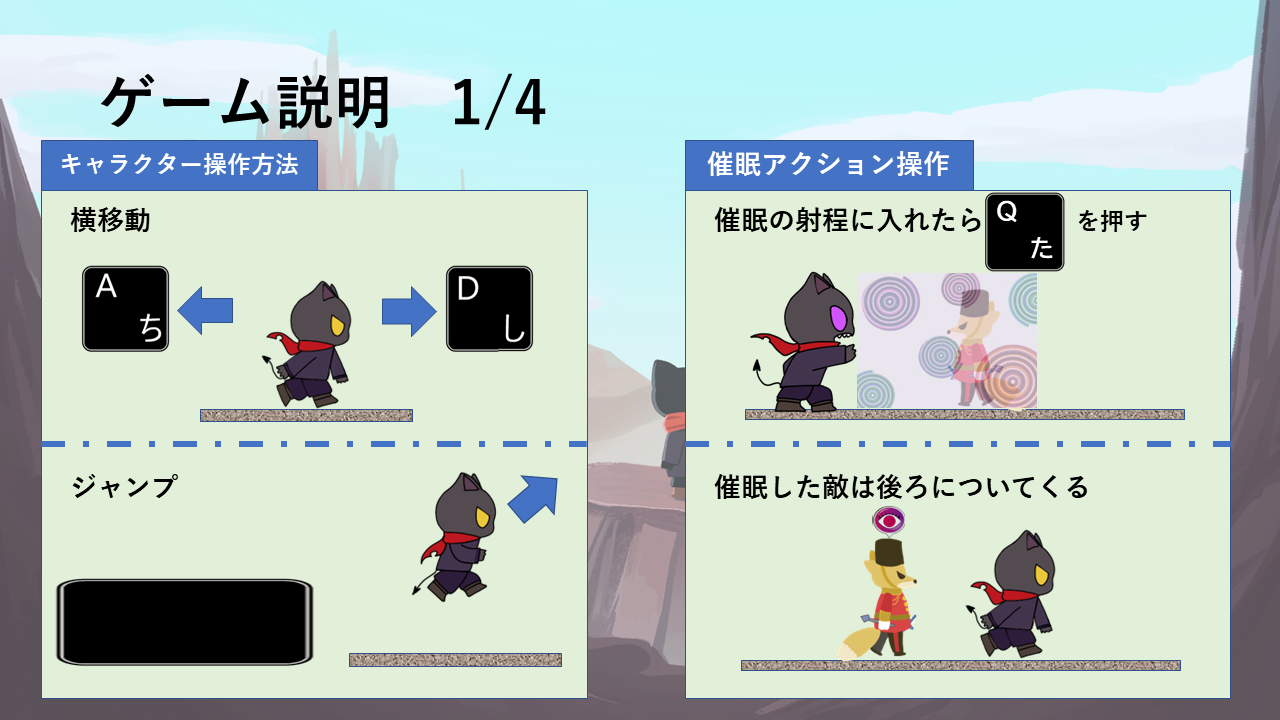 ゲーム説明　1/4
キャラクター操作方法
横移動
A
ち
D
し
ジャンプ
催眠アクション操作
催眠の射程に入れたら Q た を押す
催眠した敵は後ろについてくる